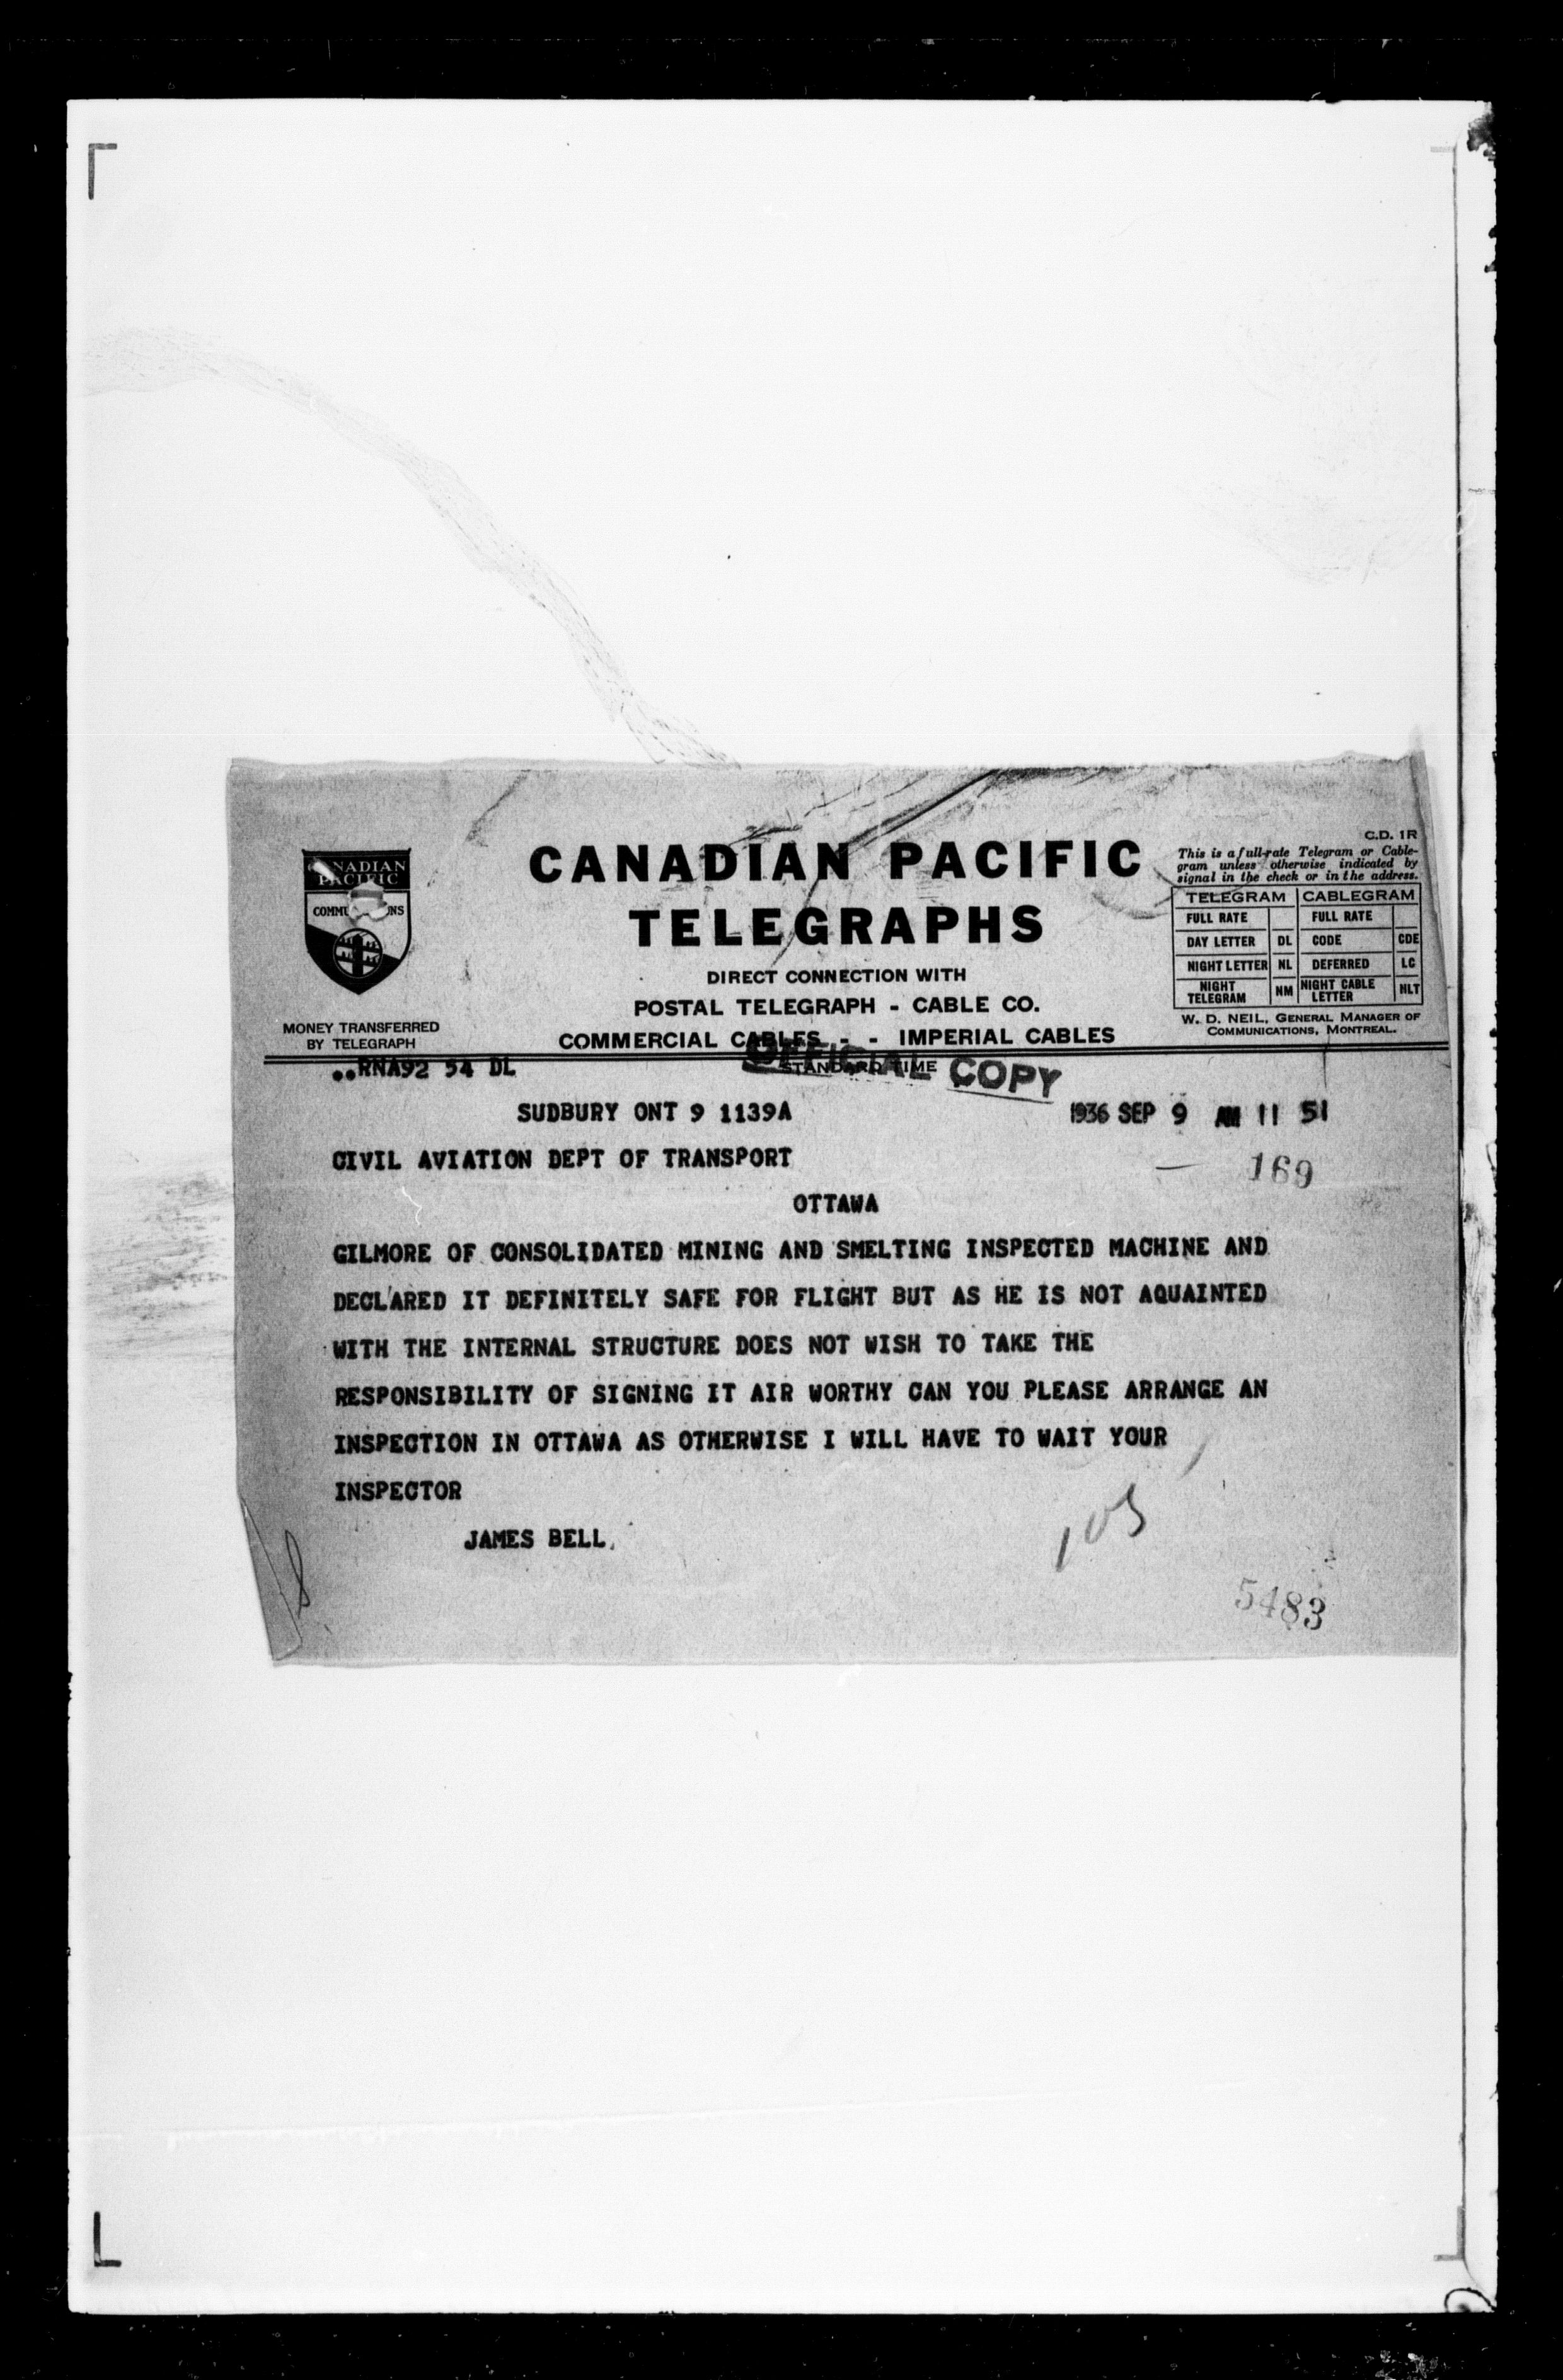 C.D. 1R
CANADIAN PACIFIC
TELEGRAPHS
DIRECT CONNECTION WITH
POSTAL TELEGRAPH - CABLE CO.
COMMERCIAL CABLES - - IMPERIAL CABLES
CANADIAN
PACIFIC
MONEY TRANSFERRED
BY TELEGRAPH
This is a full-rate Telegram or Cable-
gram unless otherwise indicated by
signal in the check or in the address.
TELEGRAM CABLEGRAM
FULL RATE FULL RATE
DAY LETTER DL CODE CDE
NIGHT LETTER NL DEFERRED LC
NIGHT TELEGRAM NM NIGHT CABLE LETTER NLT
W. D. NEIL, GENERAL MANAGER OF
COMMUNICATIONS, MONTREAL.
OFFICIAL COPY
STANDARD TIME
..RNA92 54 DL
SUDBURY ONT 9 1139A
1936 SEP 9 AM 11 51
CIVIL AVIATION DEPT OF TRANSPORT
169
OTTAWA
GILMORE OF CONSOLIDATED MINING AND SMELTING INSPECTED MACHINE AND
DECLARED IT DEFINITELY SAFE FOR FLIGHT BUT AS HE IS NOT AQUAINTED
WITH THE INTERNAL STRUCTURE DOES NOT WISH TO TAKE THE
RESPONSIBILITY OF SIGNING IT AIR WORTHY CAN YOU PLEASE ARRANGE AN
INSPECTION IN OTTAWA AS OTHERWISE I WILL HAVE TO WAIT YOUR
INSPECTOR
JAMES BELL.
5483